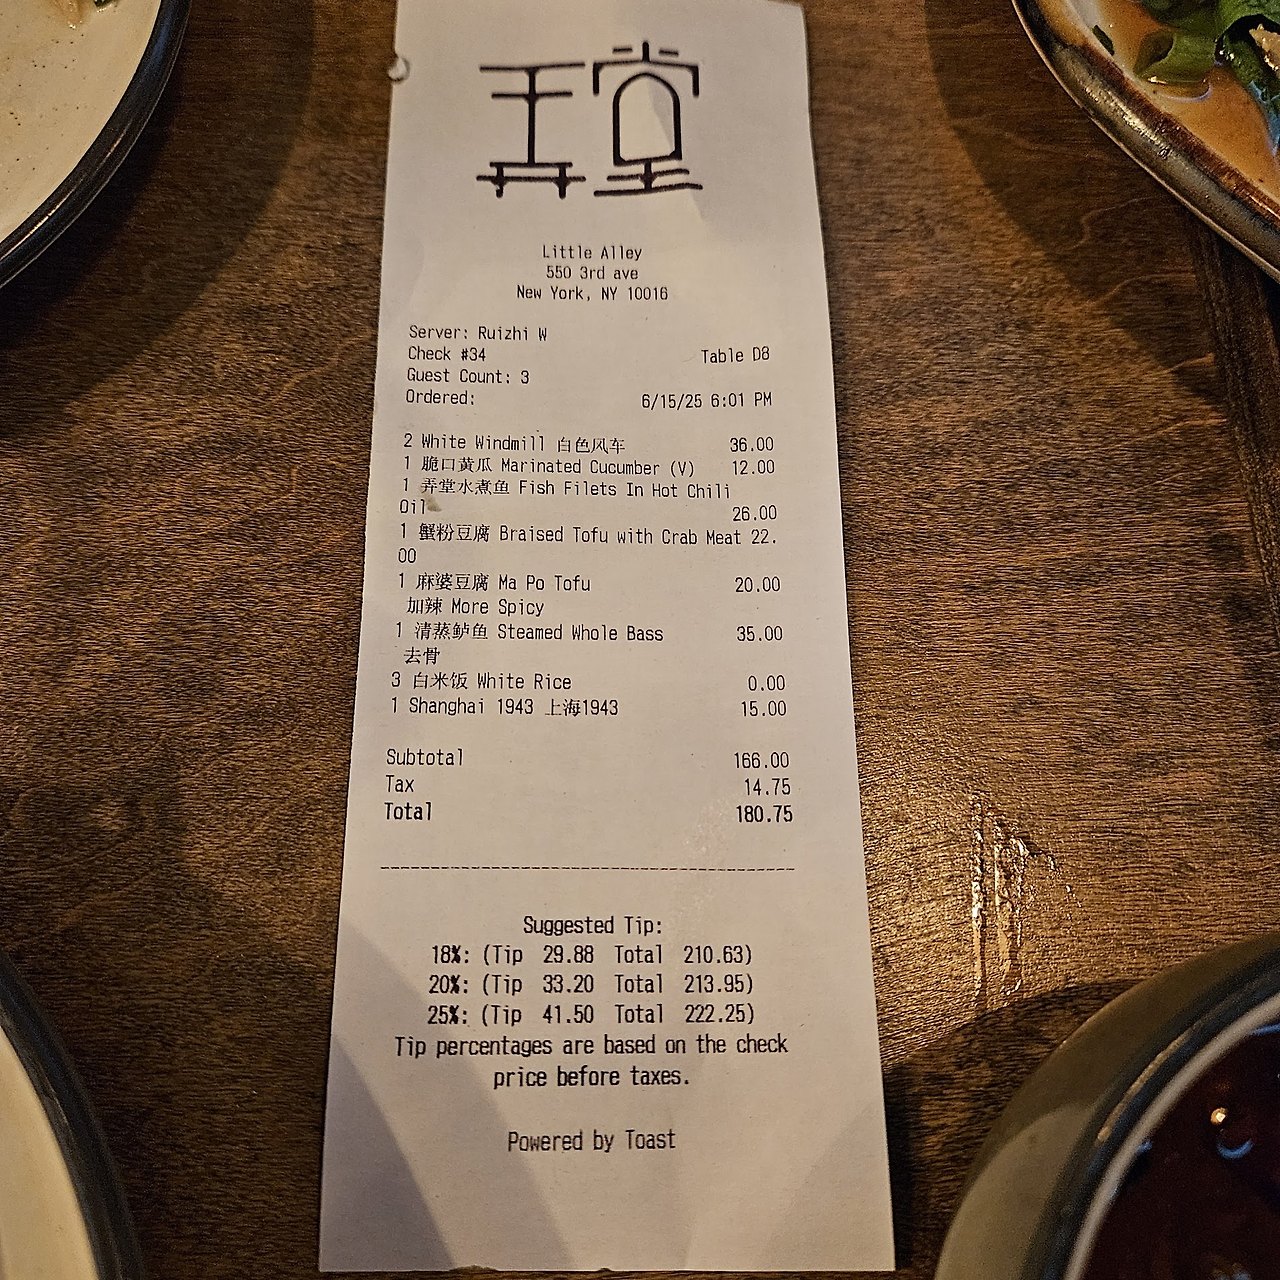 弄堂
Little Alley
550 3rd ave
New York, NY 10016
Server: Ruizhi W
Check #34 Table D8
Guest Count: 3
Ordered: 6/15/25 6:01 PM
2 White Windmill 白色风车 36.00
1 脆口黄瓜 Marinated Cucumber (V) 12.00
1 弄堂水煮鱼 Fish Filets In Hot Chili
Oil 26.00
1 蟹粉豆腐 Braised Tofu with Crab Meat 22.
00
1 麻婆豆腐 Ma Po Tofu 20.00
加辣 More Spicy
1 清蒸鲈鱼 Steamed Whole Bass 35.00
去骨
3 白米饭 White Rice 0.00
1 Shanghai 1943 上海1943 15.00
Subtotal 166.00
Tax 14.75
Total 180.75
Suggested Tip:
18%: (Tip 29.88 Total 210.63)
20%: (Tip 33.20 Total 213.95)
25%: (Tip 41.50 Total 222.25)
Tip percentages are based on the check
price before taxes.
Powered by Toast